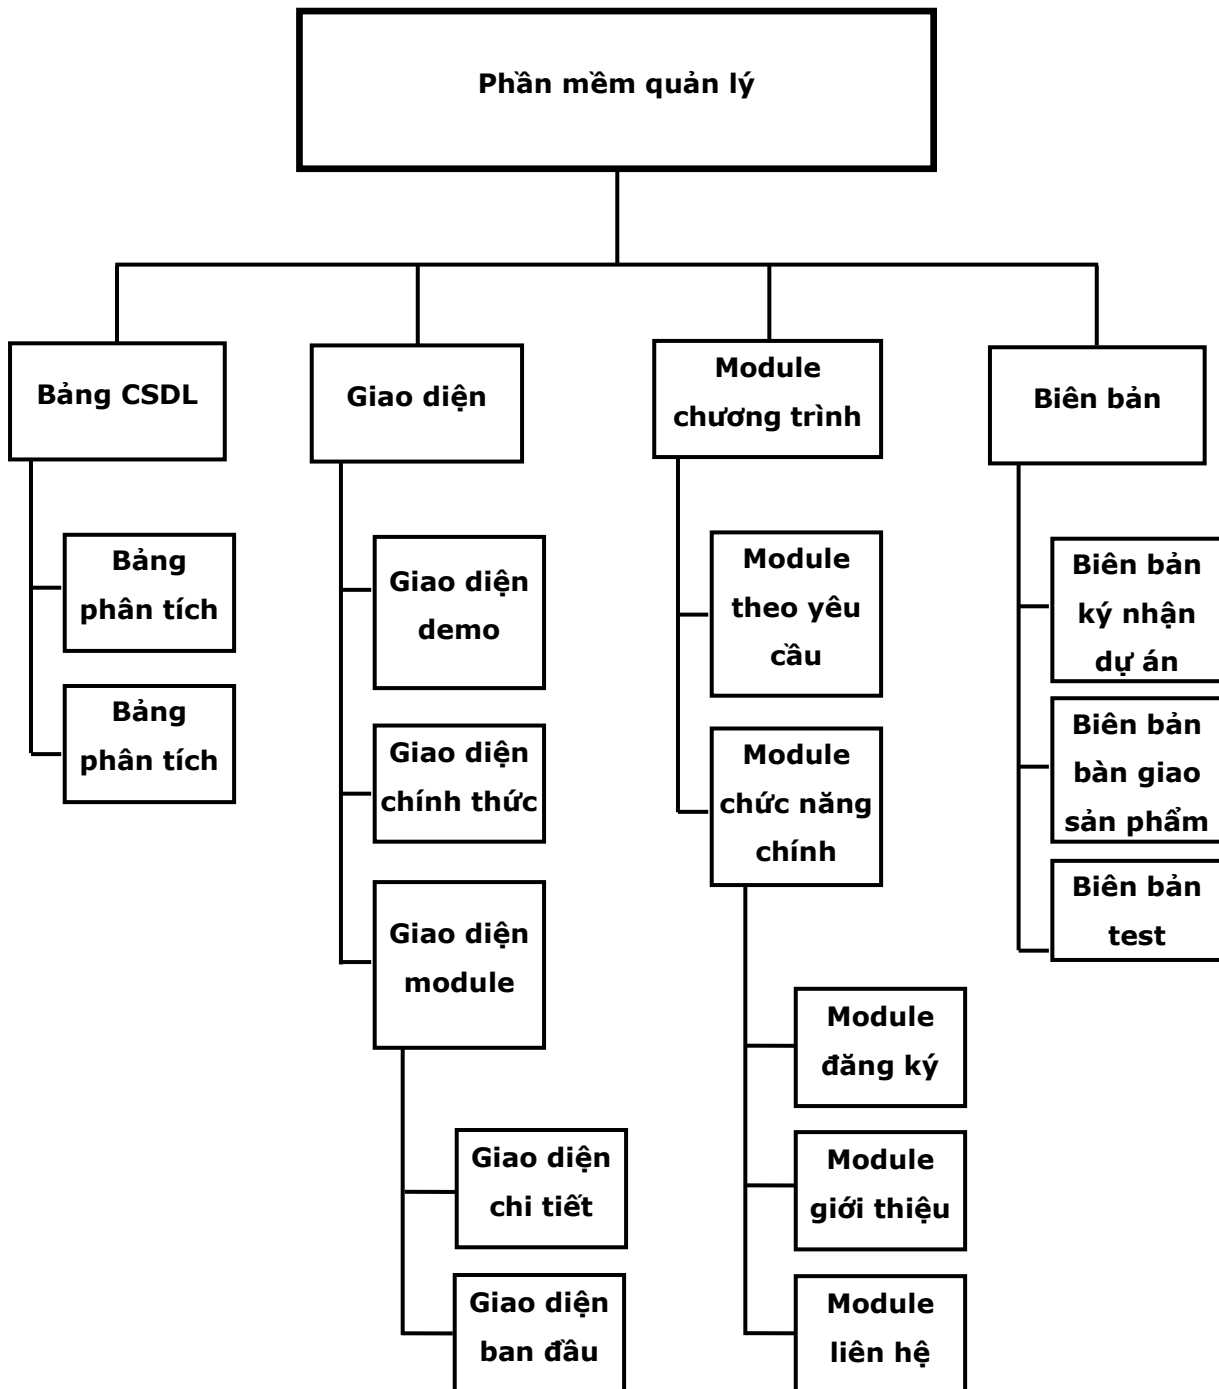 Phần mềm quản lý
Bảng CSDL
Giao diện
Module
chương trình
Biên bản
Bảng
phân tích
Bảng
phân tích
Giao diện
demo
Giao diện
chính thức
Giao diện
module
Giao diện
chi tiết
Giao diện
ban đầu
Module
theo yêu
cầu
Module
chức năng
chính
Module
đăng ký
Module
giới thiệu
Module
liên hệ
Biên bản
ký nhận
dự án
Biên bản
bàn giao
sản phẩm
Biên bản
test